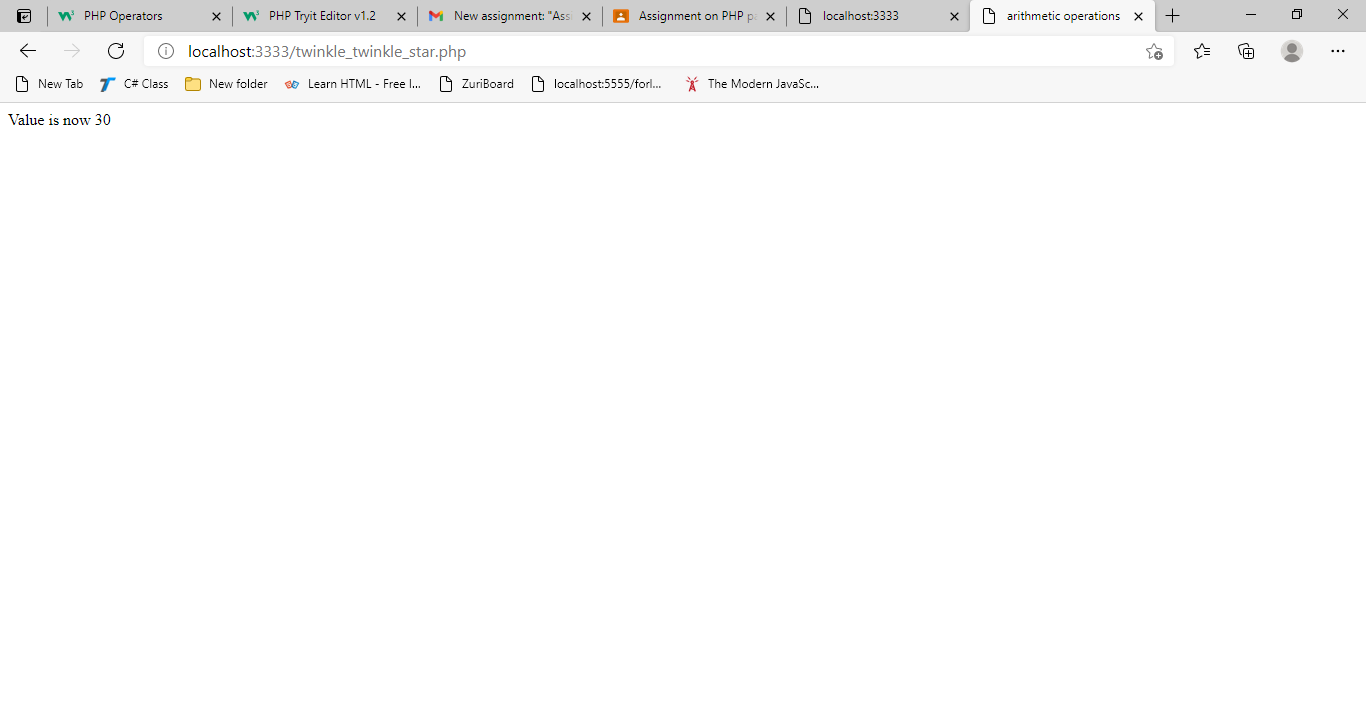 PHP Operators
PHP Tryit Editor v1.2
New assignment: "Ass
Assignment on PHP p
localhost:3333
arithmetic operations
localhost:3333/twinkle_twinkle_star.php
New Tab
C# Class
New folder
Learn HTML - Free I...
ZuriBoard
localhost:5555/forl...
The Modern JavaSc...
Value is now 30